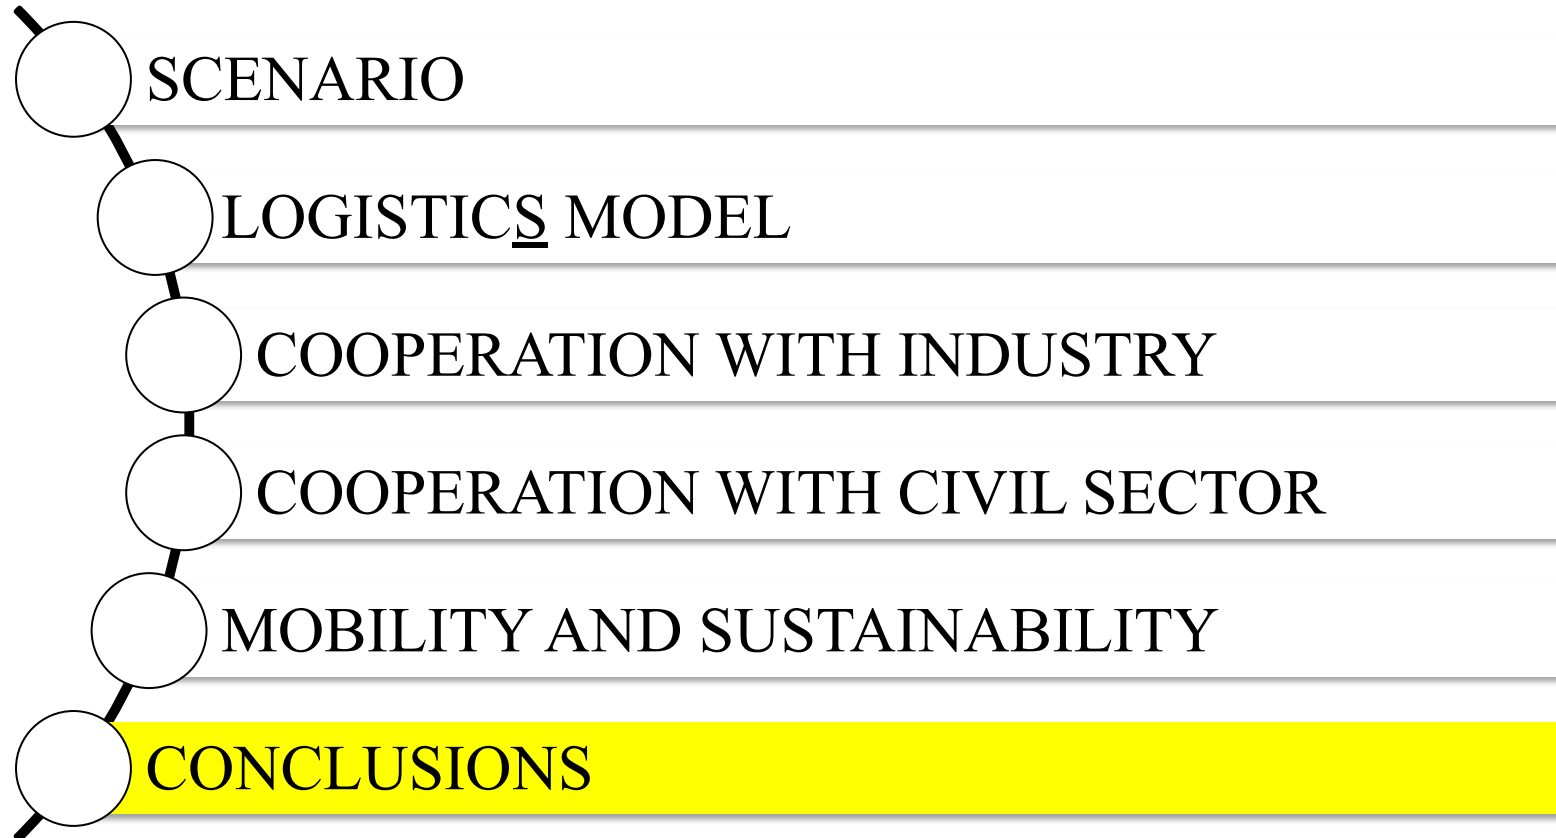 SCENARIO
LOGISTICS MODEL
COOPERATION WITH INDUSTRY
COOPERATION WITH CIVIL SECTOR
MOBILITY AND SUSTAINABILITY
CONCLUSIONS